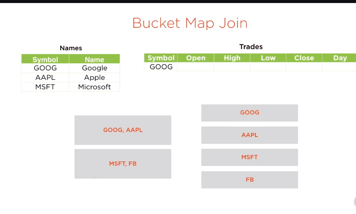 Bucket Map Join
Names
Symbol Name
GOOG Google
AAPL Apple
MSFT Microsoft
Trades
Symbol Open High Low Close Day
GOOG
GOOG, AAPL
MSFT, FB
GOOG
AAPL
MSFT
FB